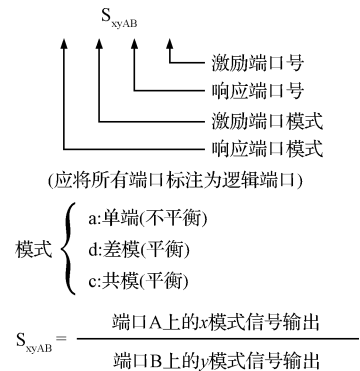 SxyAB
激励端口号
响应端口号
激励端口模式
响应端口模式
(应将所有端口标注为逻辑端口)
模式
a:单端(不平衡)
d:差模(平衡)
c:共模(平衡)
SxyAB = 端口A上的x模式信号输出
端口B上的y模式信号输出